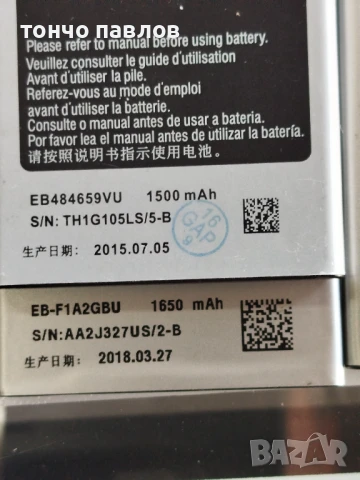 тончо павлов
Please refer to manual before using battery.
Veuillez consulter le guide d'utilisation
Avant d'utiliser la pile.
Referez-vous au mode d'emploi
avant d'utiliser la batterie.
Consulte o manual antes de usar a bateria.
Por favor lea el manual antes de utilizar la batería.
请按照说明书指示使用电池。
EB484659VU 1500 mAh
S/N: TH1G105LS/5-B
16
GAP
9
生产日期: 2015.07.05
EB-F1A2GBU 1650 mAh
S/N:AA2J327US/2-B
生产日期: 2018.03.27
BAZAR